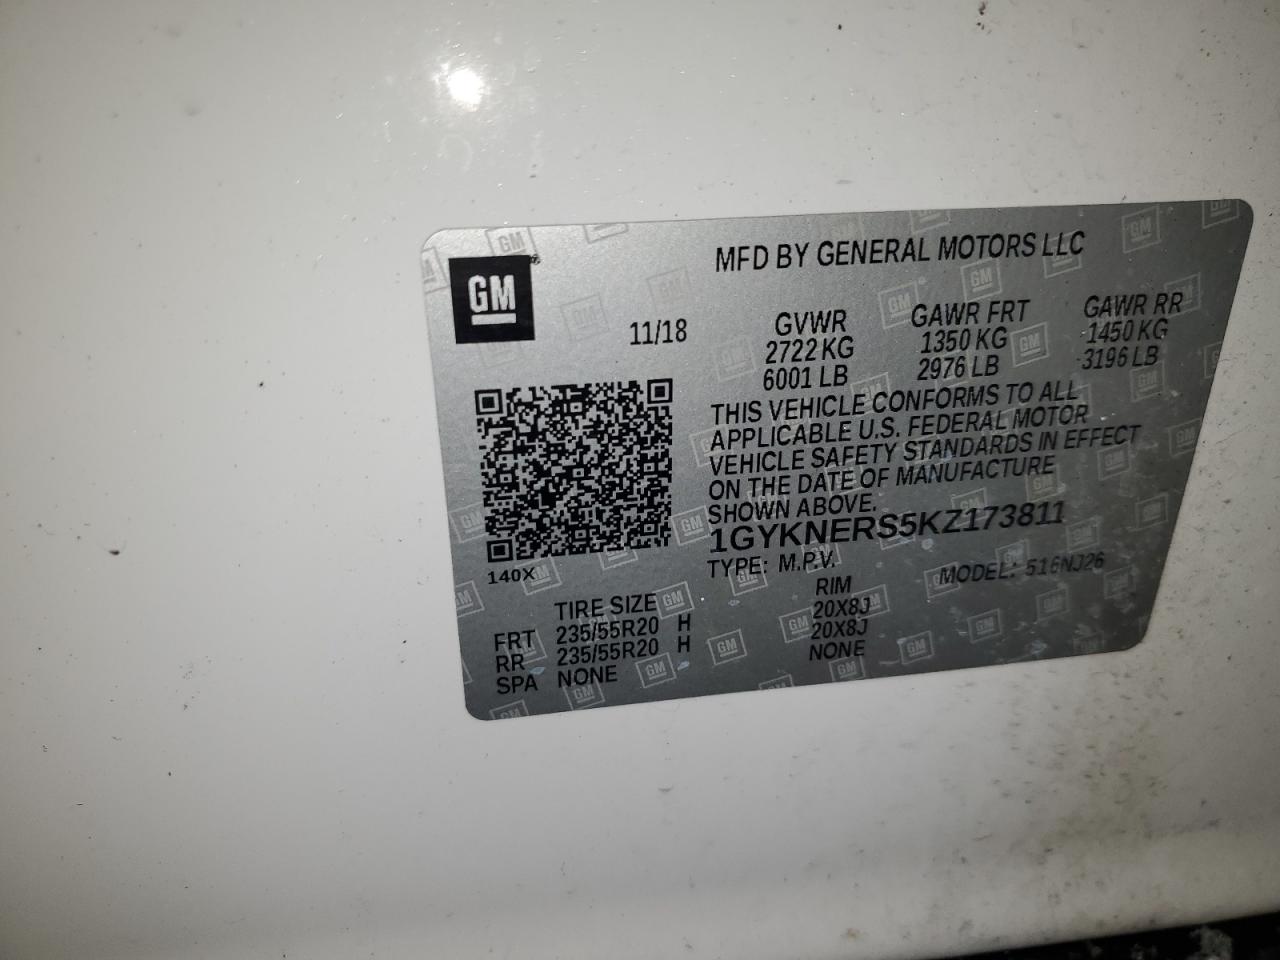 MFD BY GENERAL MOTORS LLC
GM
11/18
GVWR GAWR FRT GAWR RR
2722 KG 1350 KG 1450 KG
6001 LB 2976 LB 3196 LB
THIS VEHICLE CONFORMS TO ALL
APPLICABLE U.S. FEDERAL MOTOR
VEHICLE SAFETY STANDARDS IN EFFECT
ON THE DATE OF MANUFACTURE
SHOWN ABOVE.
1GYKNERS5KZ173811
TYPE: M.P.V. MODEL: 516NJ26
140X
TIRE SIZE RIM
FRT 235/55R20 H 20X8J
RR 235/55R20 H 20X8J
SPA NONE NONE